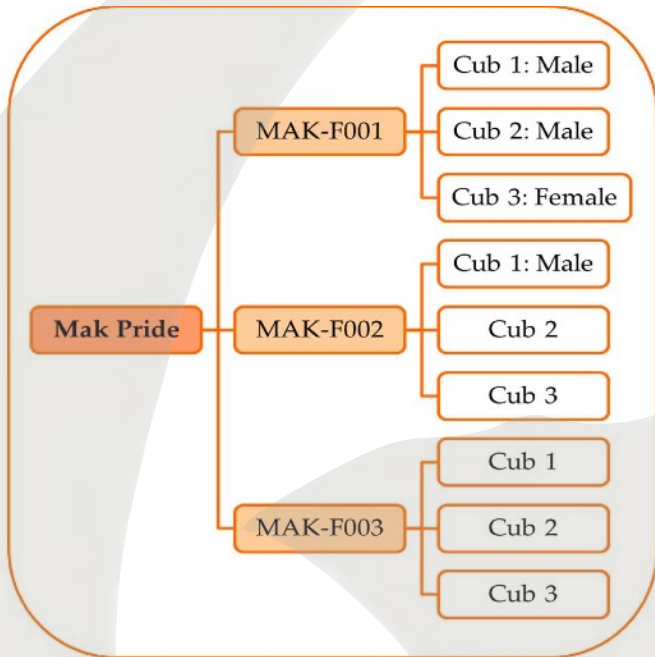 Mak Pride
MAK-F001
Cub 1: Male
Cub 2: Male
Cub 3: Female
MAK-F002
Cub 1: Male
Cub 2
Cub 3
MAK-F003
Cub 1
Cub 2
Cub 3